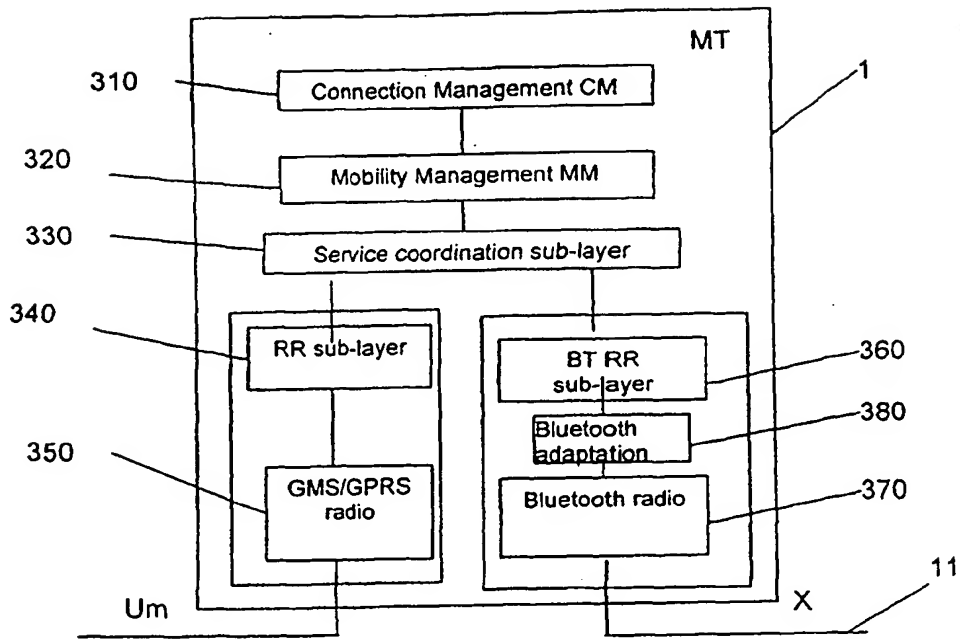 MT
1
310
Connection Management CM
320
Mobility Management MM
330
Service coordination sub-layer
340
RR sub-layer
BT RR
sub-layer
360
Bluetooth
adaptation
380
350
GMS/GPRS
radio
Bluetooth radio
370
Um
X
11